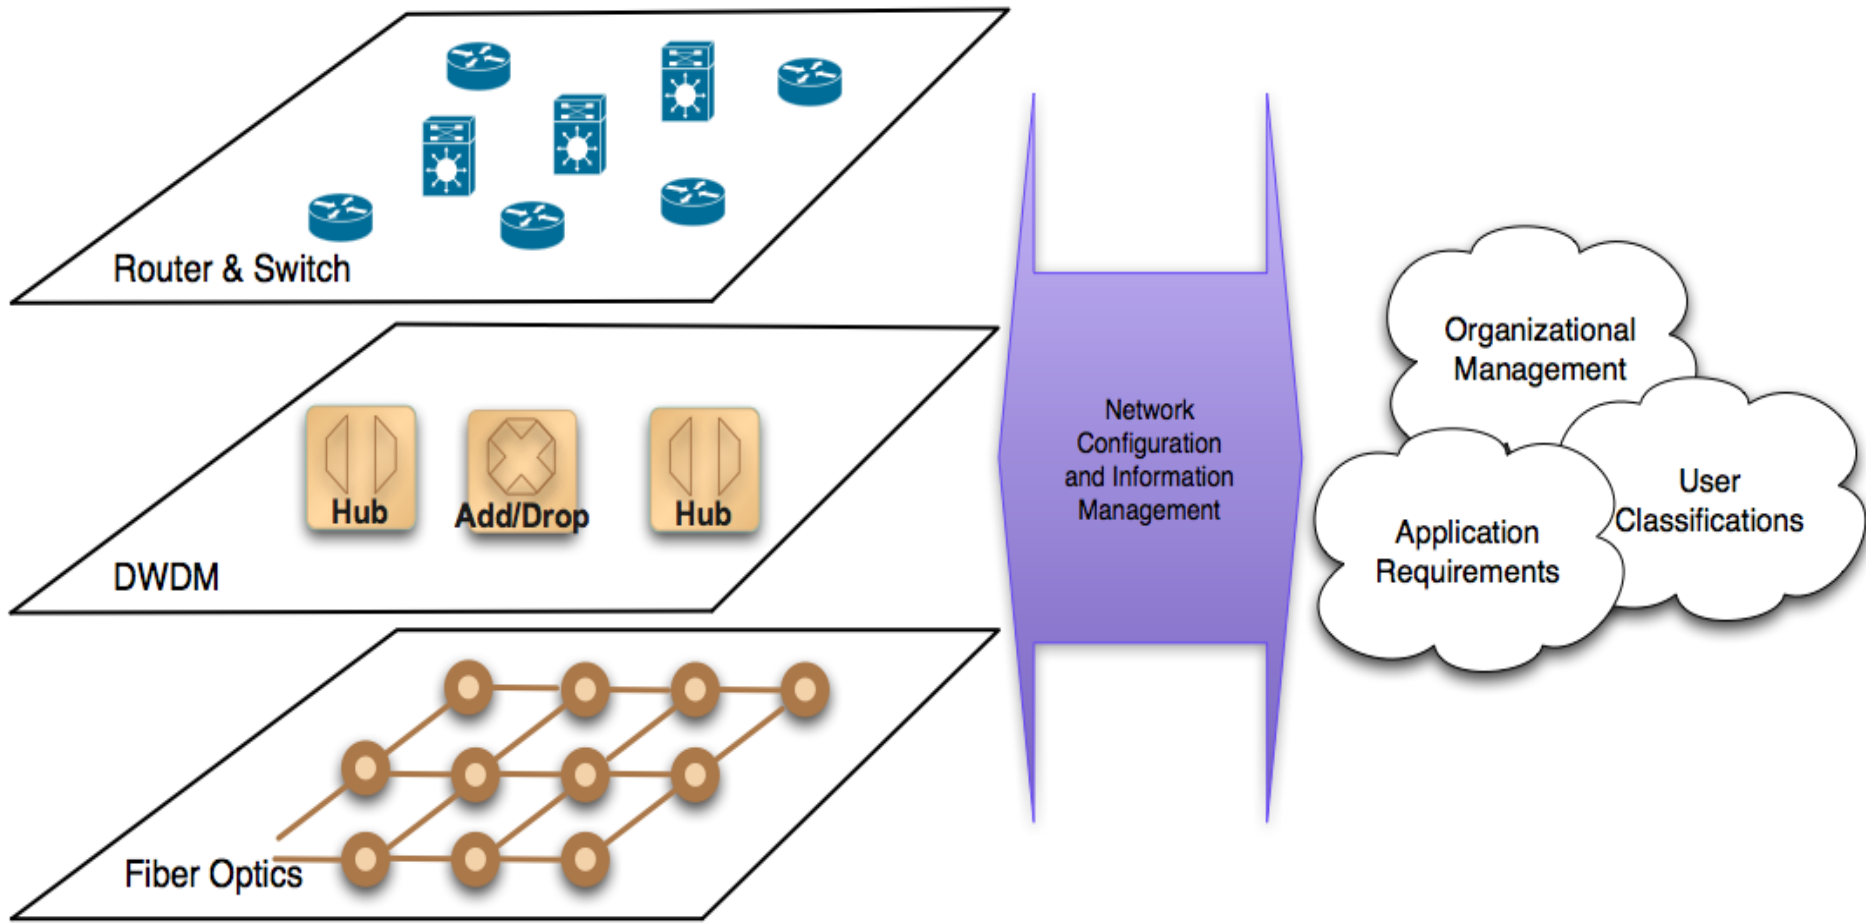 Router & Switch
Hub
Add/Drop
Hub
DWDM
Fiber Optics
Network
Configuration
and Information
Management
Organizational
Management
User
Classifications
Application
Requirements